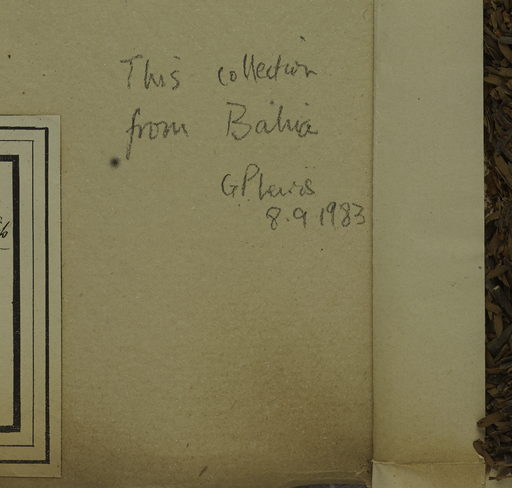 This collection
from Bahia
G P Lewis
8.9 1983